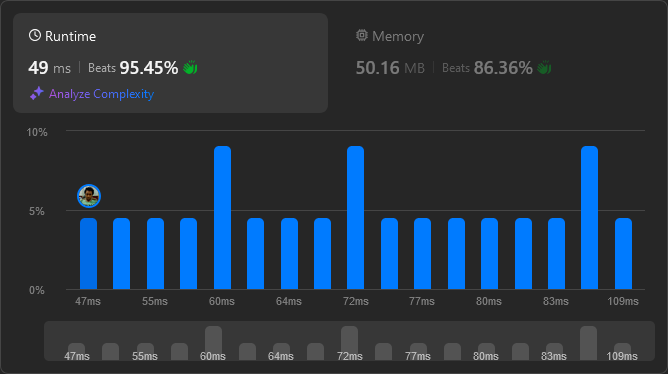 Runtime
49 ms | Beats 95.45%
Analyze Complexity
Memory
50.16 MB | Beats 86.36%
10%
5%
0%
47ms 55ms 60ms 64ms 72ms 77ms 80ms 83ms 109ms
47ms 55ms 60ms 64ms 72ms 77ms 80ms 83ms 109ms